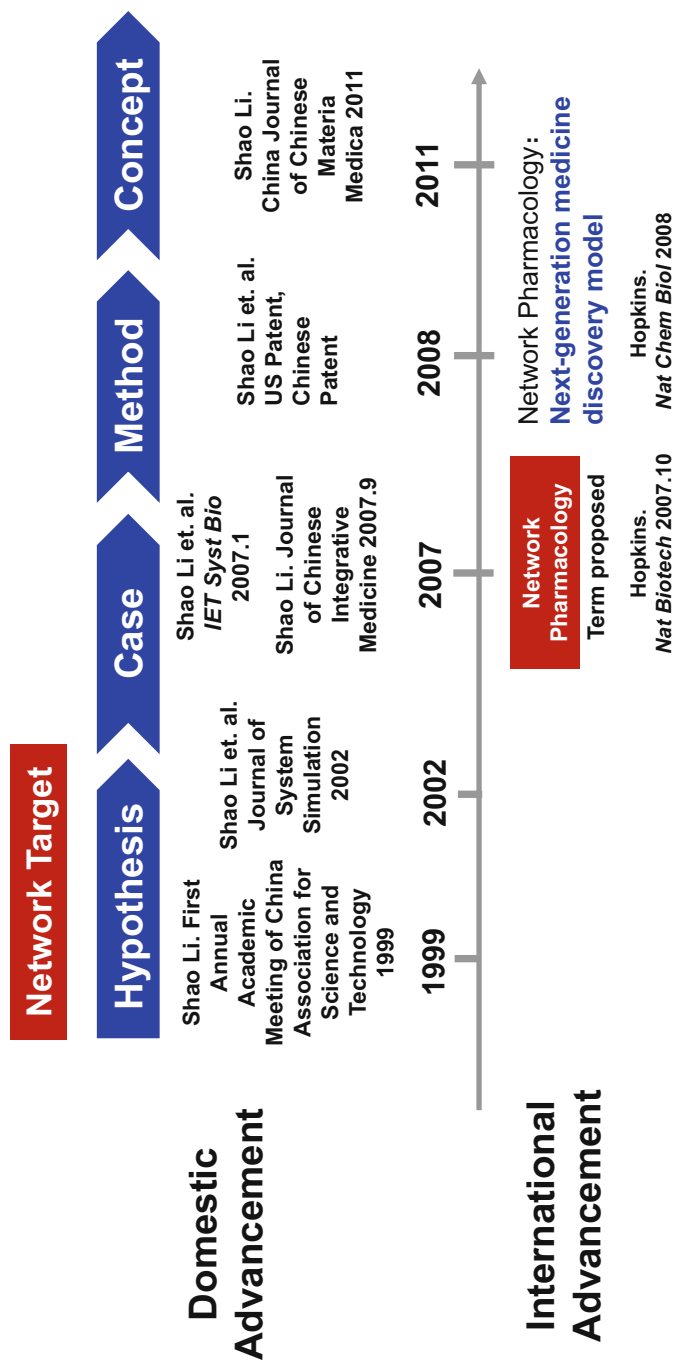 Network Target
Hypothesis
Case
Method
Concept
Domestic
Advancement
Shao Li. First
Annual
Academic
Meeting of China
Association for
Science and
Technology
1999
Shao Li et. al.
Journal of
System
Simulation
2002
Shao Li et. al.
IET Syst Bio
2007.1
Shao Li. Journal
of Chinese
Integrative
Medicine 2007.9
Shao Li et. al.
US Patent,
Chinese
Patent
Shao Li.
China Journal
of Chinese
Materia
Medica 2011
1999
2002
2007
2008
2011
International
Advancement
Network
Pharmacology
Term proposed
Hopkins.
Nat Biotech 2007.10
Network Pharmacology:
Next-generation medicine
discovery model
Hopkins.
Nat Chem Biol 2008